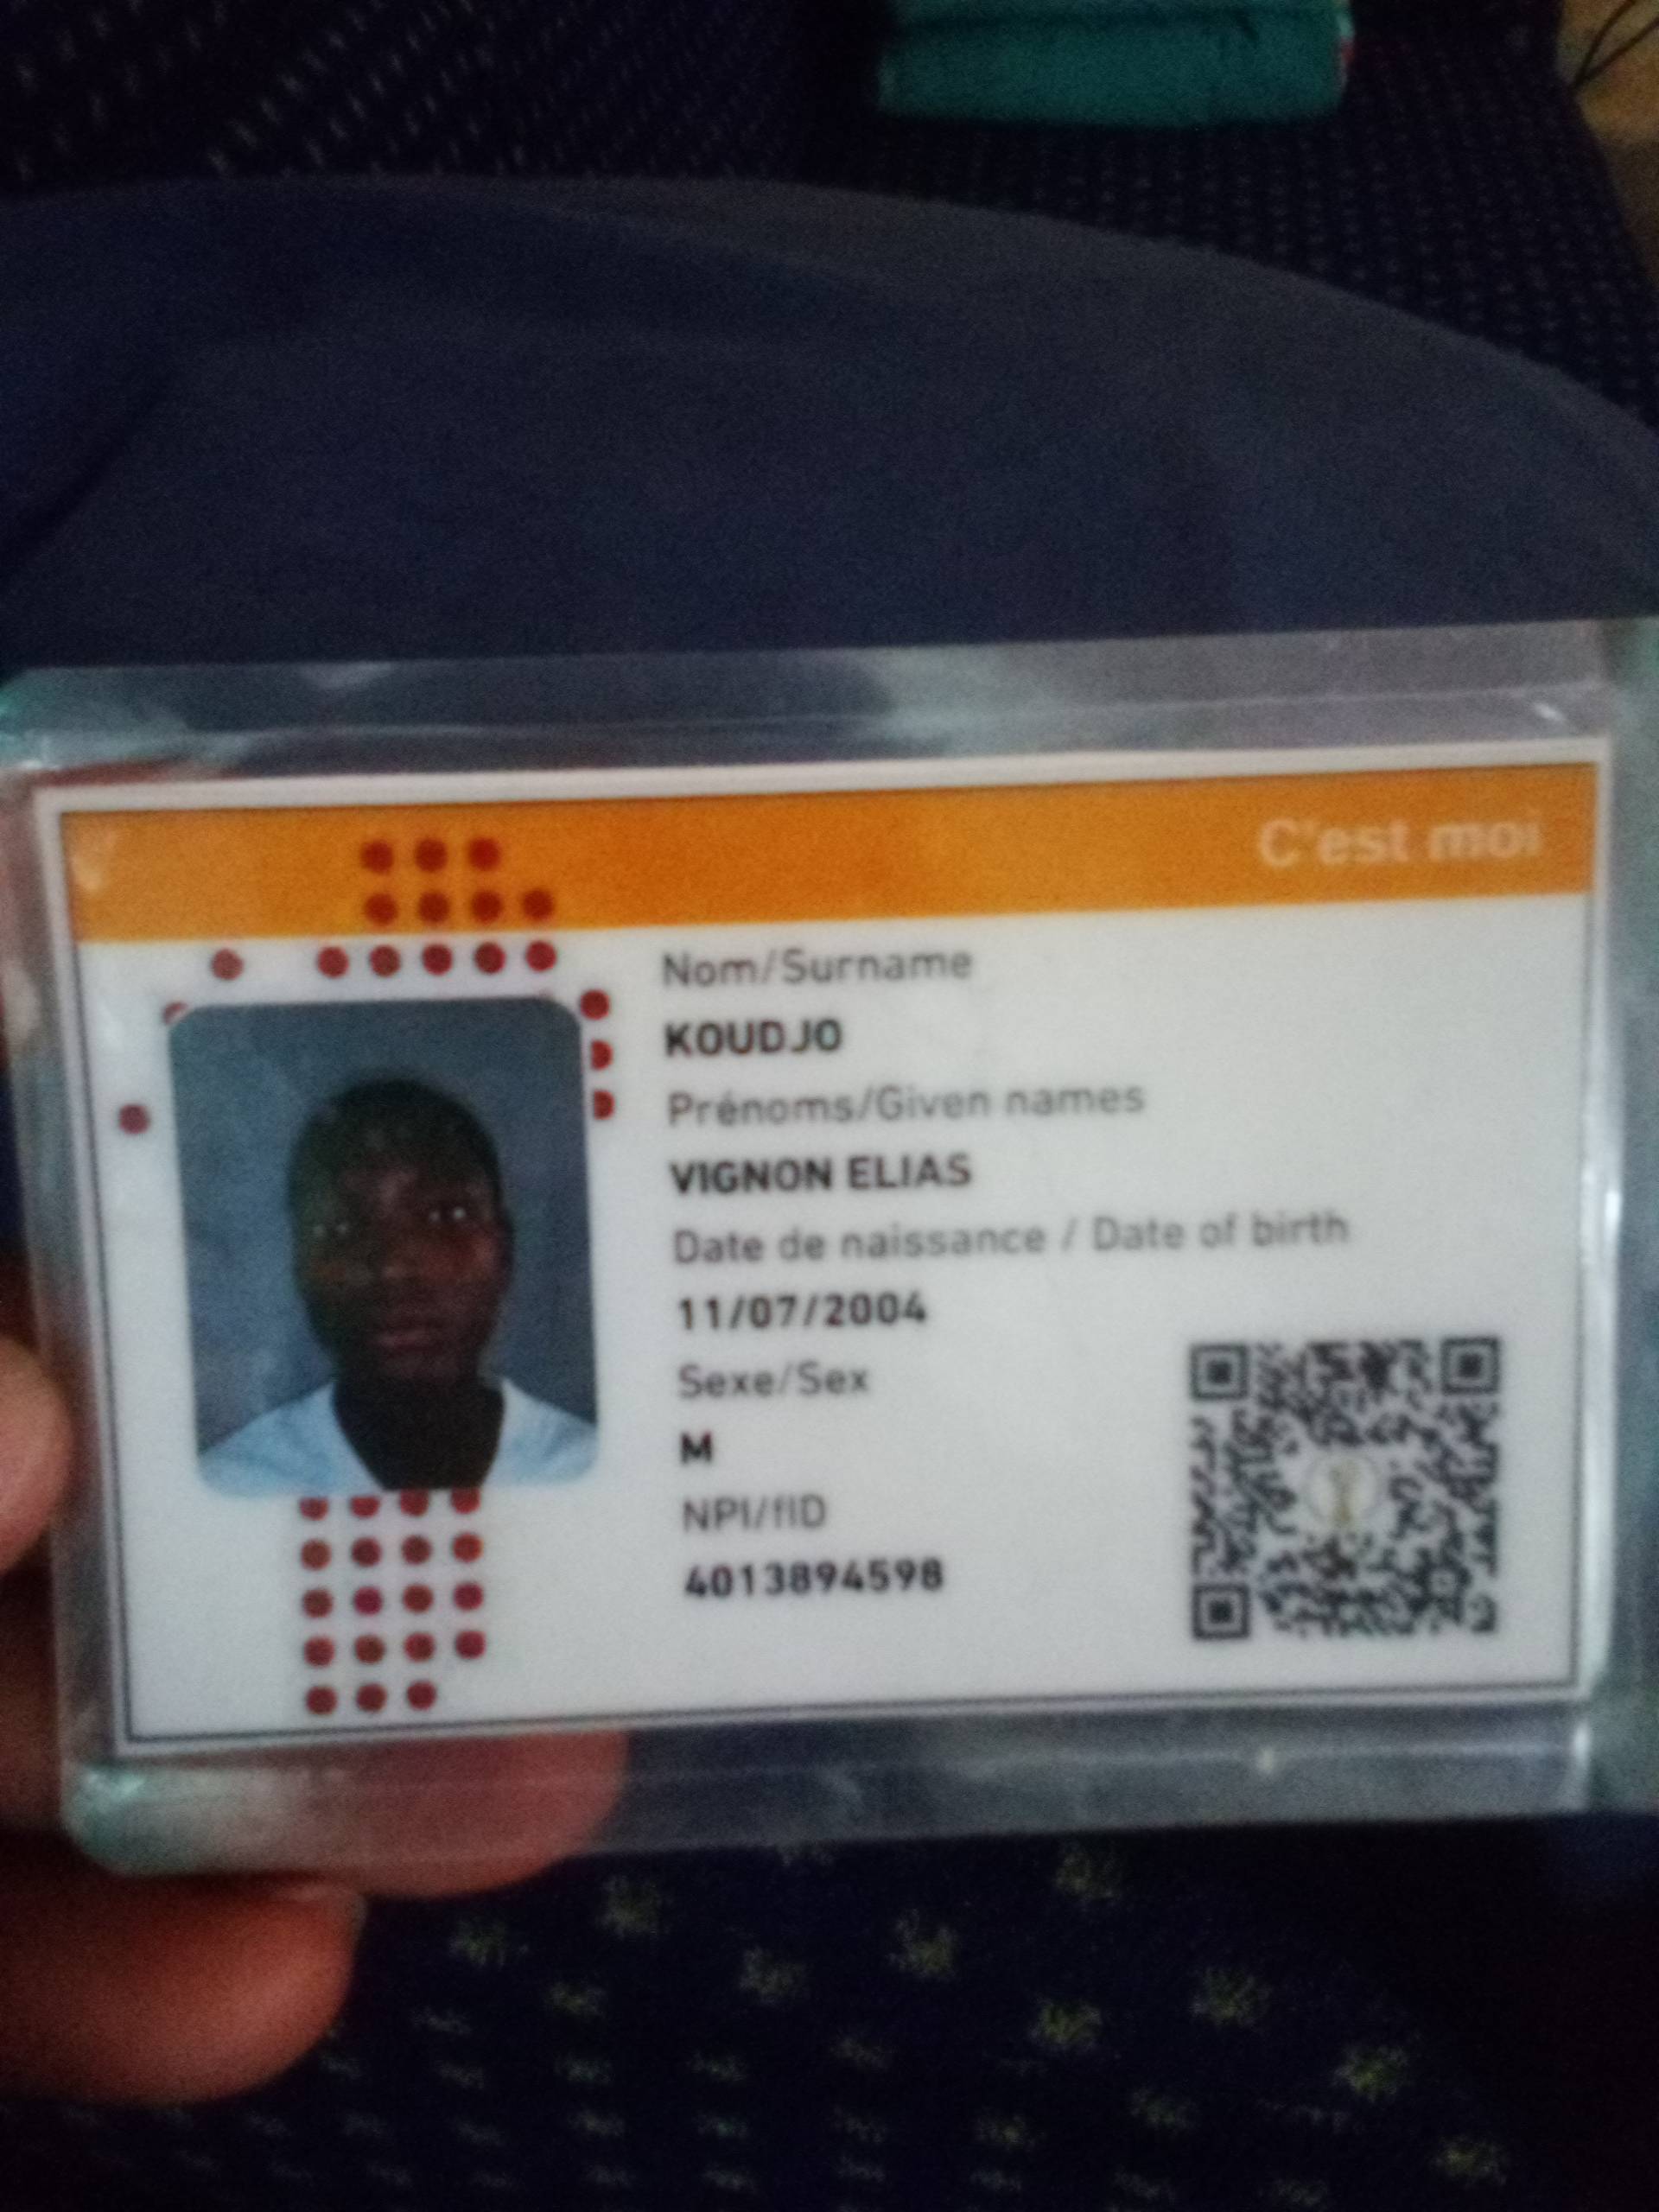 C'est moi
Nom/Surname
KOUDJO
Prénoms/Given names
VIGNON ELIAS
Date de naissance / Date of birth
11/07/2004
Sexe/Sex
M
NPI/fID
4013894598